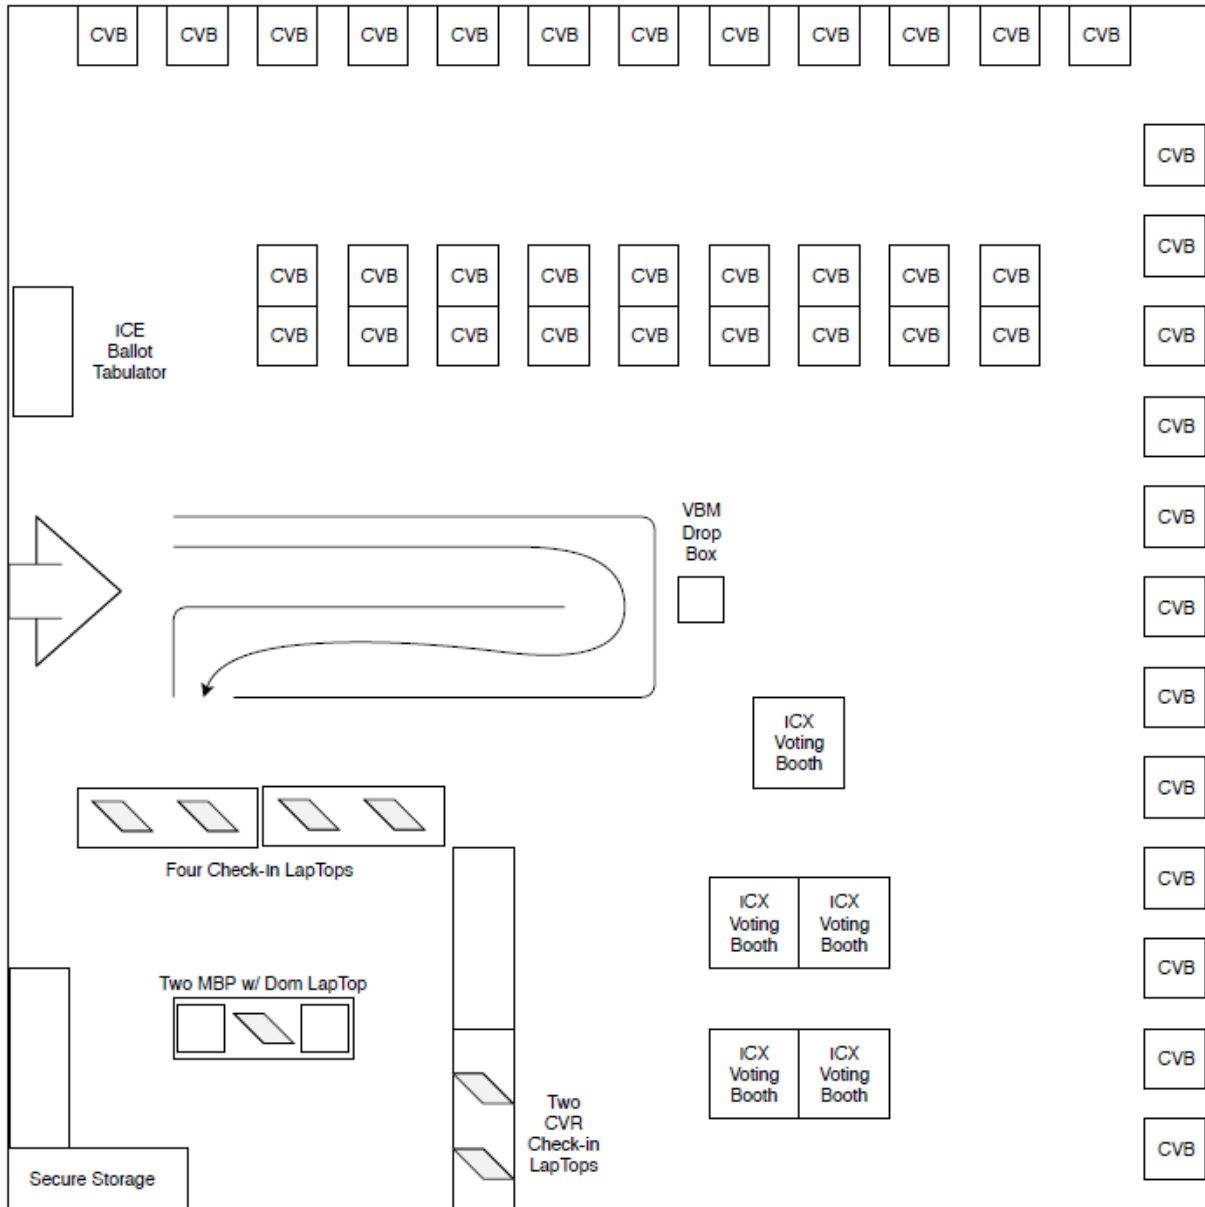 CVB CVB CVB CVB CVB CVB CVB CVB CVB CVB CVB CVB
CVB
CVB
CVB CVB CVB CVB CVB CVB CVB CVB CVB
CVB CVB CVB CVB CVB CVB CVB CVB CVB
CVB
ICE
Ballot
Tabulator
CVB
VBM
Drop
Box
CVB
CVB
CVB
ICX
Voting
Booth
CVB
Four Check-in LapTops
CVB
ICX
Voting
Booth
ICX
Voting
Booth
CVB
Two MBP w/ Dom LapTop
ICX
Voting
Booth
ICX
Voting
Booth
CVB
Two
CVR
Check-in
LapTops
CVB
Secure Storage